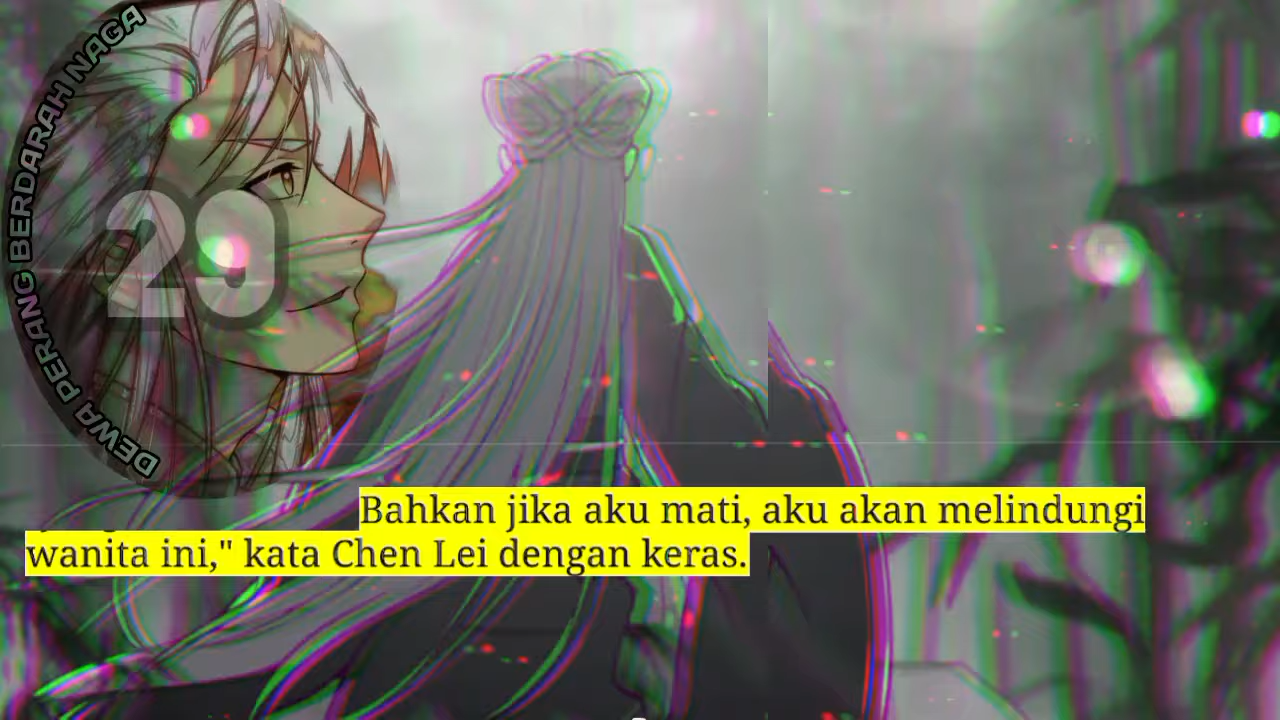 DEWA PERANG BERDARAH NAGA
29
Bahkan jika aku mati, aku akan melindungi
wanita ini," kata Chen Lei dengan keras.